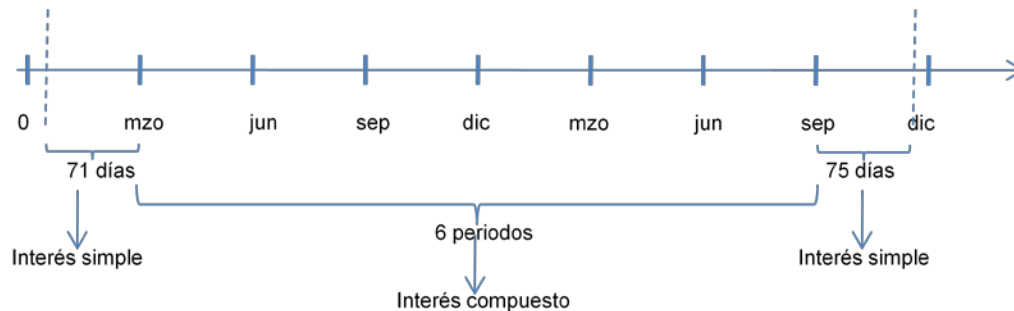 0 mzo jun sep dic mzo jun sep dic
71 días 75 días
6 periodos
Interés simple Interés simple
Interés compuesto